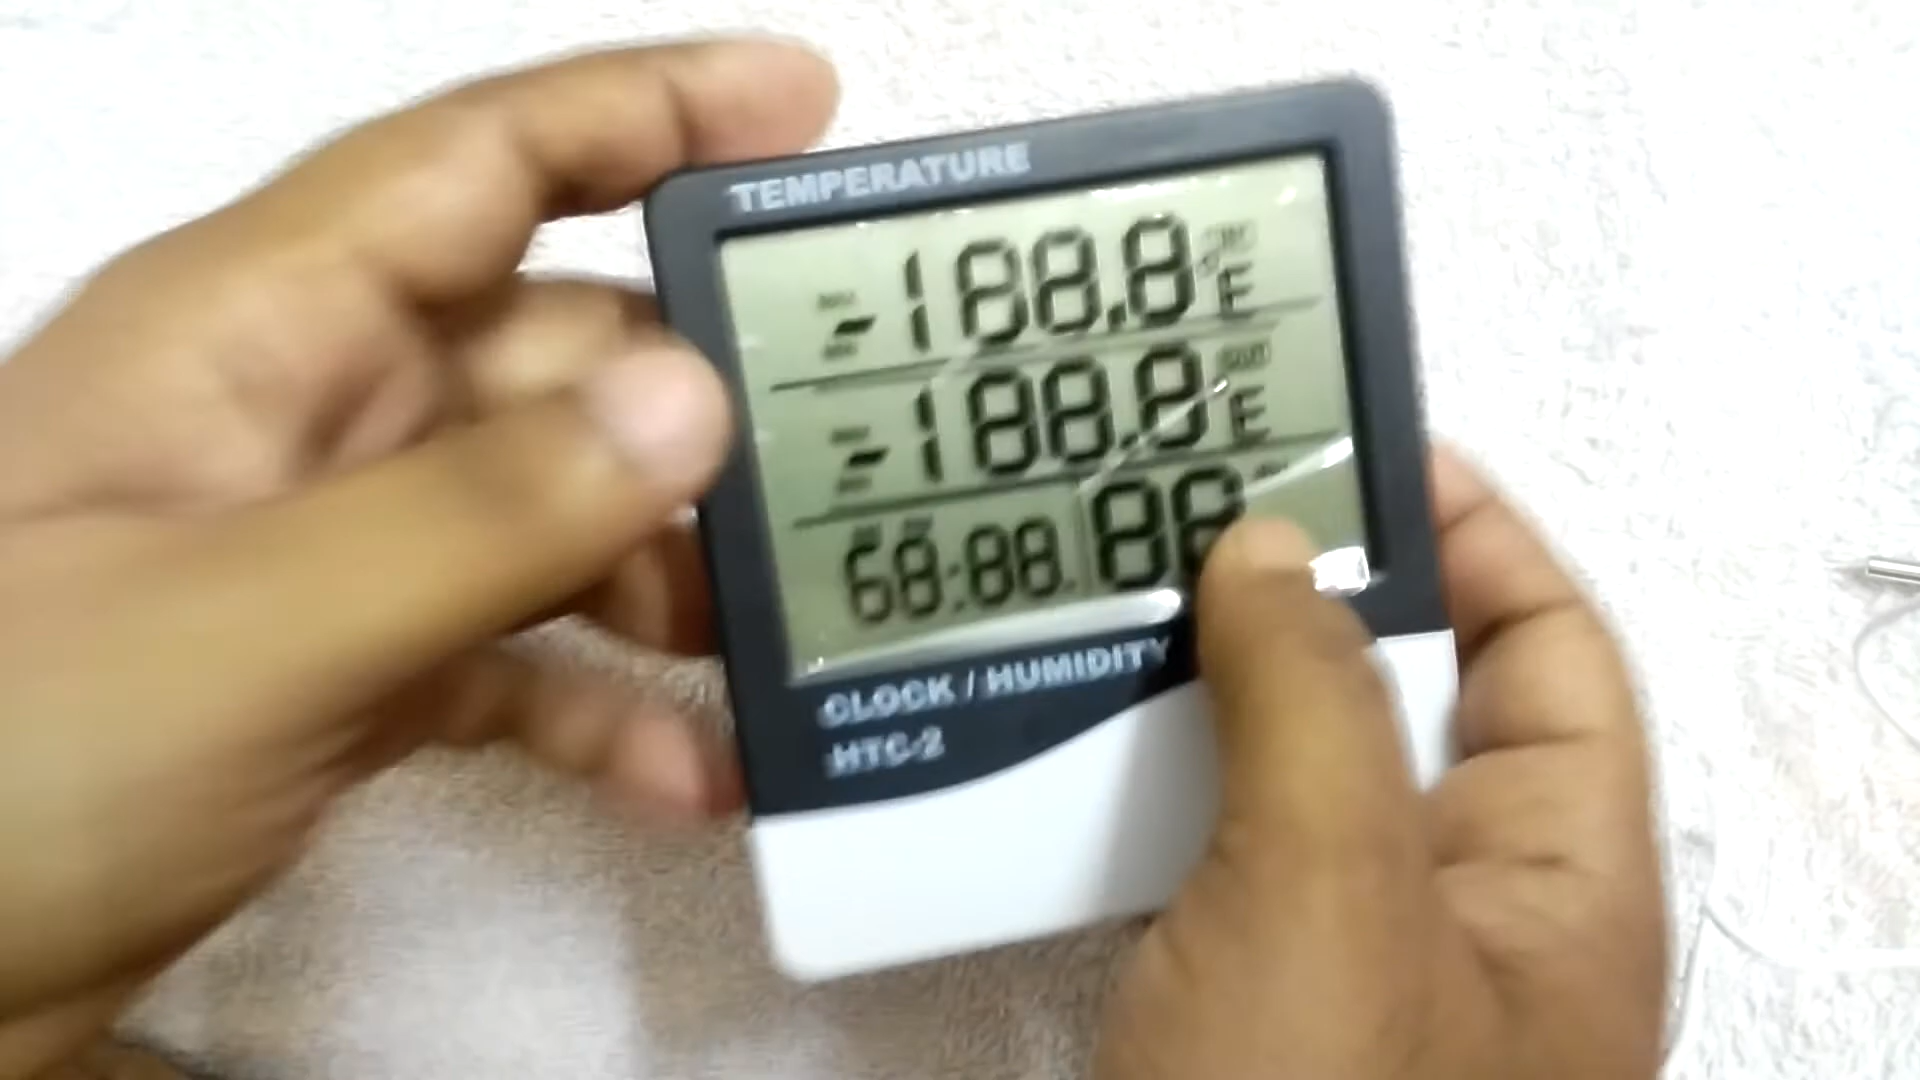 TEMPERATURE
-188.8 E
-188.8 E
68:88 88
CLOCK / HUMIDITY
HTC-2